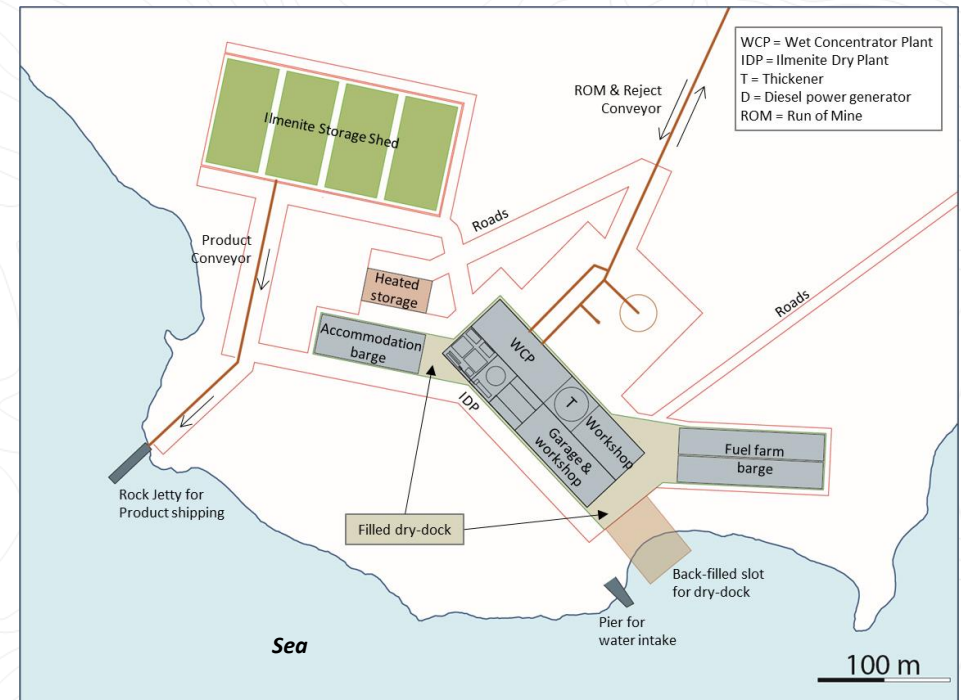 WCP = Wet Concentrator Plant
IDP = Ilmenite Dry Plant
T = Thickener
D = Diesel power generator
ROM = Run of Mine
ROM & Reject
Conveyor
Ilmenite Storage Shed
Roads
Product
Conveyor
Heated
storage
Roads
Accommodation
barge
WCP
IDP
T
Workshop
Garage &
workshop
Fuel farm
barge
Rock Jetty for
Product shipping
Filled dry-dock
Back-filled slot
for dry-dock
Pier for
water intake
Sea
100 m